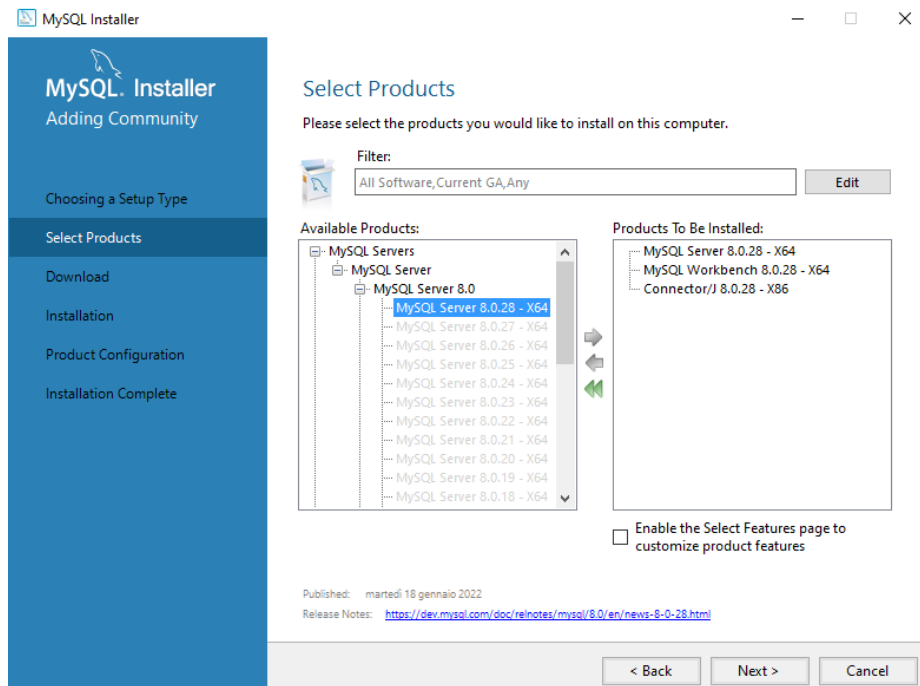 MySQL Installer
MySQL. Installer
Adding Community
Choosing a Setup Type
Select Products
Download
Installation
Product Configuration
Installation Complete
Select Products
Please select the products you would like to install on this computer.
Filter:
All Software,Current GA,Any
Edit
Available Products:
MySQL Servers
MySQL Server
MySQL Server 8.0
MySQL Server 8.0.28 - X64
MySQL Server 8.0.27 - X64
MySQL Server 8.0.26 - X64
MySQL Server 8.0.25 - X64
MySQL Server 8.0.24 - X64
MySQL Server 8.0.23 - X64
MySQL Server 8.0.22 - X64
MySQL Server 8.0.21 - X64
MySQL Server 8.0.20 - X64
MySQL Server 8.0.19 - X64
MySQL Server 8.0.18 - X64
Products To Be Installed:
MySQL Server 8.0.28 - X64
MySQL Workbench 8.0.28 - X64
Connector/J 8.0.28 - X86
Enable the Select Features page to
customize product features
Published: martedì 18 gennaio 2022
Release Notes: https://dev.mysql.com/doc/relnotes/mysql/8.0/en/news-8-0-28.html
< Back
Next >
Cancel